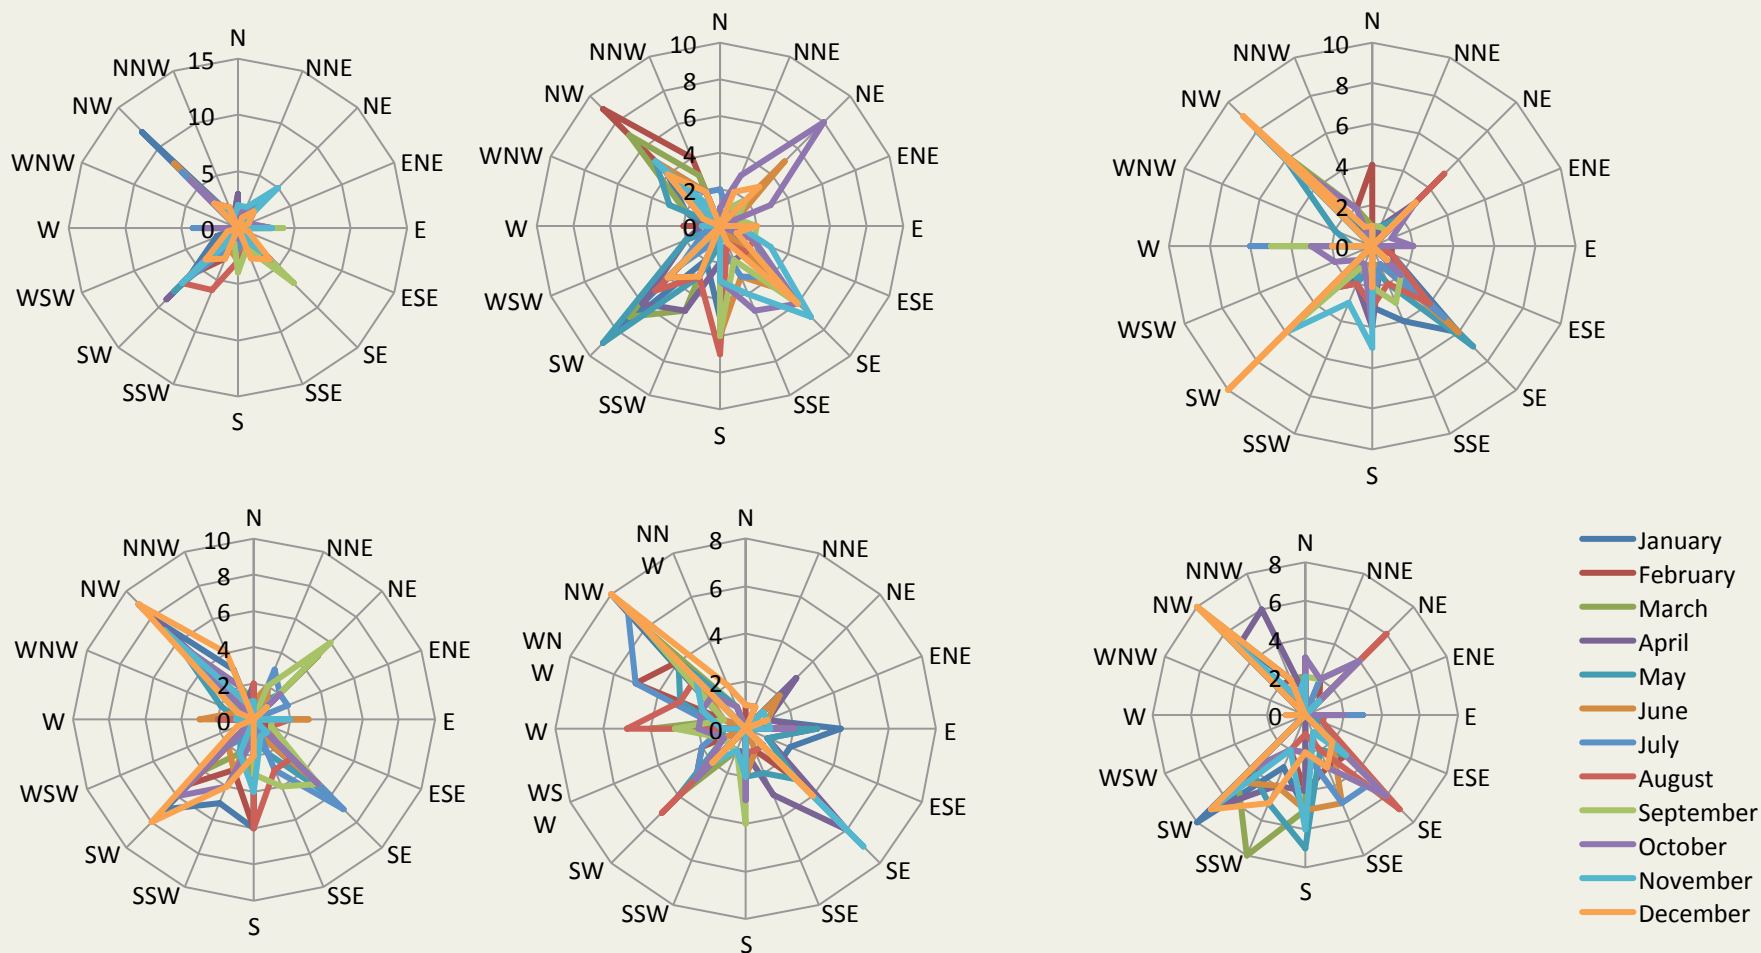 N
NNE
NE
ENE
E
ESE
SE
SSE
S
SSW
SW
WSW
W
WNW
NW
NNW
15
10
5
0
N
NNE
NE
ENE
E
ESE
SE
SSE
S
SSW
SW
WSW
W
WNW
NW
NNW
10
8
6
4
2
0
N
NNE
NE
ENE
E
ESE
SE
SSE
S
SSW
SW
WSW
W
WNW
NW
NNW
10
8
6
4
2
0
N
NNE
NE
ENE
E
ESE
SE
SSE
S
SSW
SW
WSW
W
WNW
NW
NNW
10
8
6
4
2
0
N
NNE
NE
ENE
E
ESE
SE
SSE
S
SSW
SW
WS
W
W
WN
W
NW
NN
W
8
6
4
2
0
N
NNE
NE
ENE
E
ESE
SE
SSE
S
SSW
SW
WSW
W
WNW
NW
NNW
8
6
4
2
0
January
February
March
April
May
June
July
August
September
October
November
December